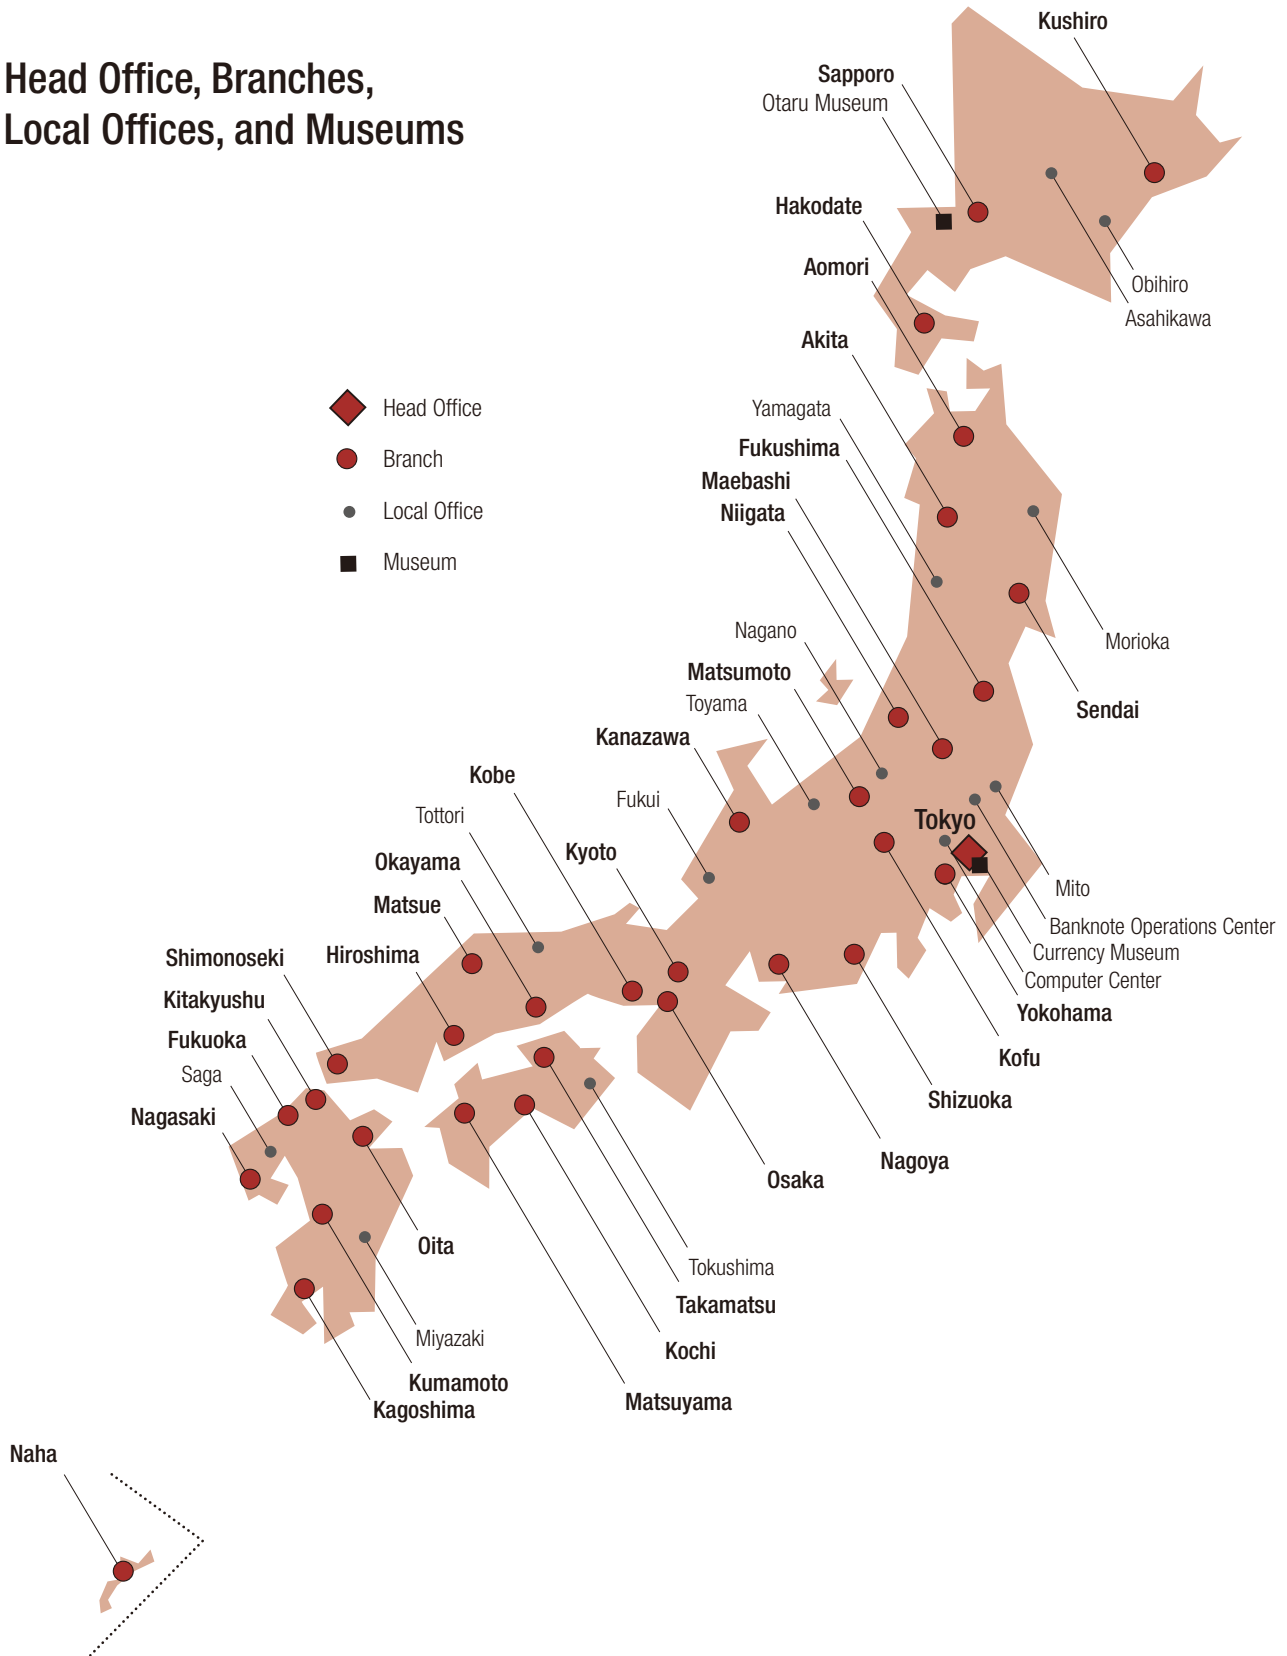 Head Office, Branches,
Local Offices, and Museums
Kushiro
Sapporo
Otaru Museum
Hakodate
Aomori
Obihiro
Asahikawa
Akita
Head Office
Branch
Local Office
Museum
Yamagata
Fukushima
Maebashi
Niigata
Nagano
Matsumoto
Toyama
Kanazawa
Morioka
Sendai
Kobe
Fukui
Tottori
Kyoto
Okayama
Matsue
Hiroshima
Shimonoseki
Kitakyushu
Fukuoka
Saga
Nagasaki
Tokyo
Mito
Banknote Operations Center
Currency Museum
Computer Center
Yokohama
Kofu
Shizuoka
Nagoya
Osaka
Oita
Tokushima
Takamatsu
Kochi
Matsuyama
Miyazaki
Kumamoto
Kagoshima
Naha